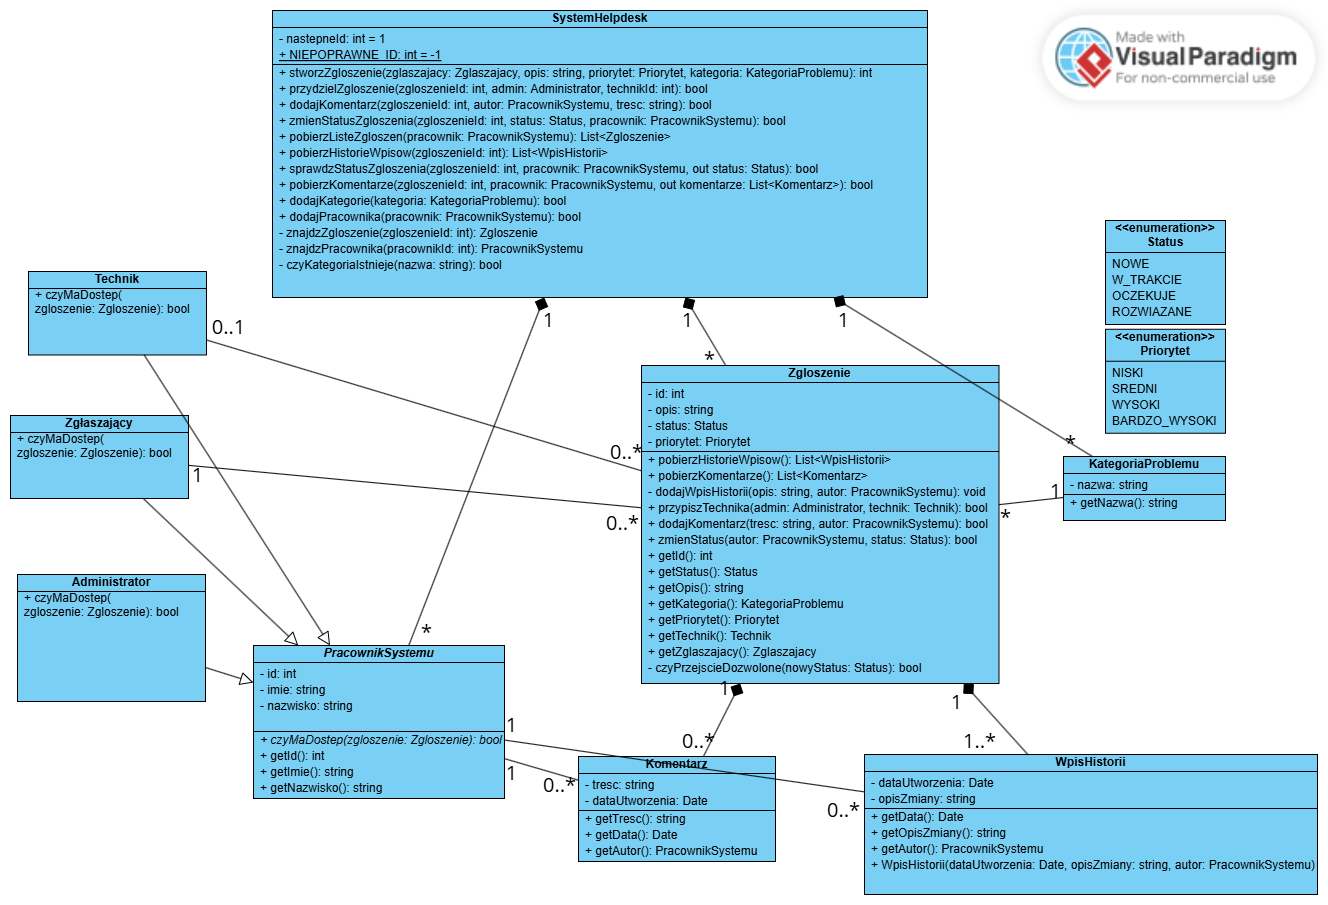 SystemHelpdesk
- nastepneId: int = 1
+ NIEPOPRAWNE_ID: int = -1
+ stworzZgloszenie(zglaszajacy: Zglaszajacy, opis: string, priorytet: Priorytet, kategoria: KategoriaProblemu): int
+ przydzielZgloszenie(zgloszenieId: int, admin: Administrator, technikId: int): bool
+ dodajKomentarz(zgloszenieId: int, autor: PracownikSystemu, tresc: string): bool
+ zmienStatusZgloszenia(zgloszenieId: int, status: Status, pracownik: PracownikSystemu): bool
+ pobierzListeZgloszen(pracownik: PracownikSystemu): List<Zgloszenie>
+ pobierzHistorieWpisow(zgloszenieId: int): List<WpisHistorii>
+ sprawdzStatusZgloszenia(zgloszenieId: int, pracownik: PracownikSystemu, out status: Status): bool
+ pobierzKomentarze(zgloszenieId: int, pracownik: PracownikSystemu, out komentarze: List<Komentarz>): bool
+ dodajKategorie(kategoria: KategoriaProblemu): bool
+ dodajPracownika(pracownik: PracownikSystemu): bool
- znajdzZgloszenie(zgloszenieId: int): Zgloszenie
- znajdzPracownika(pracownikId: int): PracownikSystemu
- czyKategoriaIstnieje(nazwa: string): bool
Made with
VisualParadigm
For non-commercial use
<<enumeration>>
Status
NOWE
W_TRAKCIE
OCZEKUJE
ROZWIAZANE
<<enumeration>>
Priorytet
NISKI
SREDNI
WYSOKI
BARDZO_WYSOKI
Technik
+ czyMaDostep(
zgloszenie: Zgloszenie): bool
0..1
1
1
1
*
*
0..*
Zgłaszający
+ czyMaDostep(
zgloszenie: Zgloszenie): bool
1
0..*
Zgloszenie
- id: int
- opis: string
- status: Status
- priorytet: Priorytet
+ pobierzHistorieWpisow(): List<WpisHistorii>
+ pobierzKomentarze(): List<Komentarz>
- dodajWpisHistorii(opis: string, autor: PracownikSystemu): void
+ przypiszTechnika(admin: Administrator, technik: Technik): bool
+ dodajKomentarz(tresc: string, autor: PracownikSystemu): bool
+ zmienStatus(autor: PracownikSystemu, status: Status): bool
+ getId(): int
+ getStatus(): Status
+ getOpis(): string
+ getKategoria(): KategoriaProblemu
+ getPriorytet(): Priorytet
+ getTechnik(): Technik
+ getZglaszajacy(): Zglaszajacy
- czyPrzejscieDozwolone(nowyStatus: Status): bool
KategoriaProblemu
- nazwa: string
+ getNazwa(): string
1
*
Administrator
+ czyMaDostep(
zgloszenie: Zgloszenie): bool
*
PracownikSystemu
- id: int
- imie: string
- nazwisko: string
+ czyMaDostep(zgloszenie: Zgloszenie): bool
+ getId(): int
+ getImie(): string
+ getNazwisko(): string
1
1
1
1
0..*
1..*
0..*
0..*
Komentarz
- tresc: string
- dataUtworzenia: Date
+ getTresc(): string
+ getData(): Date
+ getAutor(): PracownikSystemu
WpisHistorii
- dataUtworzenia: Date
- opisZmiany: string
+ getData(): Date
+ getOpisZmiany(): string
+ getAutor(): PracownikSystemu
+ WpisHistorii(dataUtworzenia: Date, opisZmiany: string, autor: PracownikSystemu)